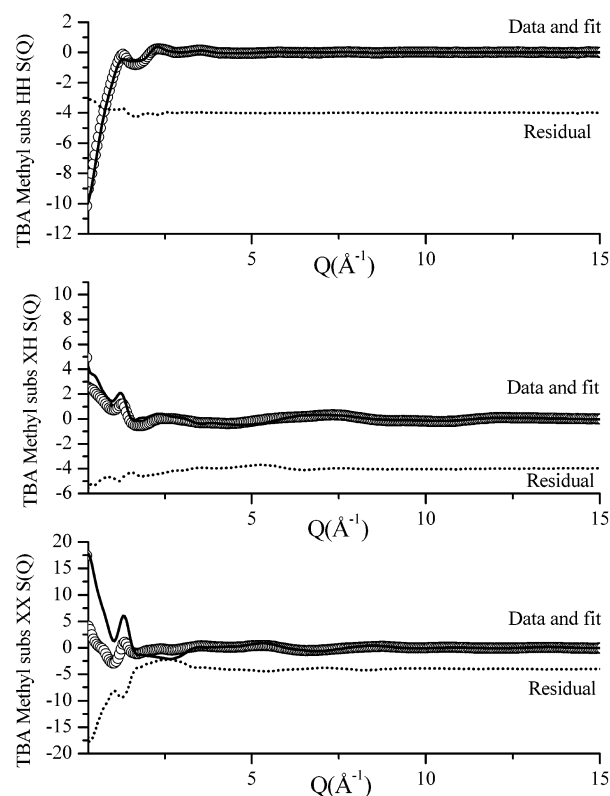 TBA Methyl subs HH S(Q)
2
0
-2
-4
-6
-8
-10
-12
Data and fit
Residual
5
10
15
Q(Å⁻¹)
TBA Methyl subs XH S(Q)
10
8
6
4
2
0
-2
-4
-6
Data and fit
Residual
5
10
15
Q(Å⁻¹)
TBA Methyl subs XX S(Q)
20
15
10
5
0
-5
-10
-15
-20
Data and fit
Residual
5
10
15
Q(Å⁻¹)